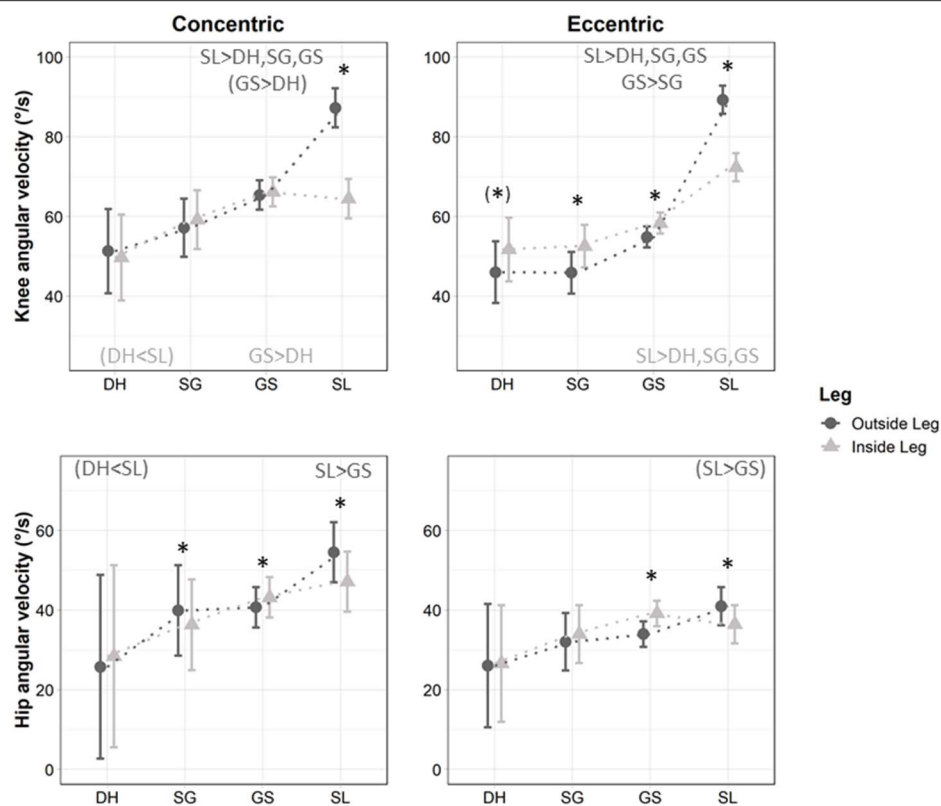 Concentric
Eccentric
Knee angular velocity (°/s)
100
80
60
40
SL>DH,SG,GS
(GS>DH)
*
(DH<SL)
GS>DH
DH
SG
GS
SL
100
80
60
40
SL>DH,SG,GS
GS>SG
*
(*)
*
*
SL>DH,SG,GS
DH
SG
GS
SL
Leg
Outside Leg
Inside Leg
Hip angular velocity (°/s)
60
40
20
0
(DH<SL)
SL>GS
*
*
*
DH
SG
GS
SL
60
40
20
0
(SL>GS)
*
*
DH
SG
GS
SL